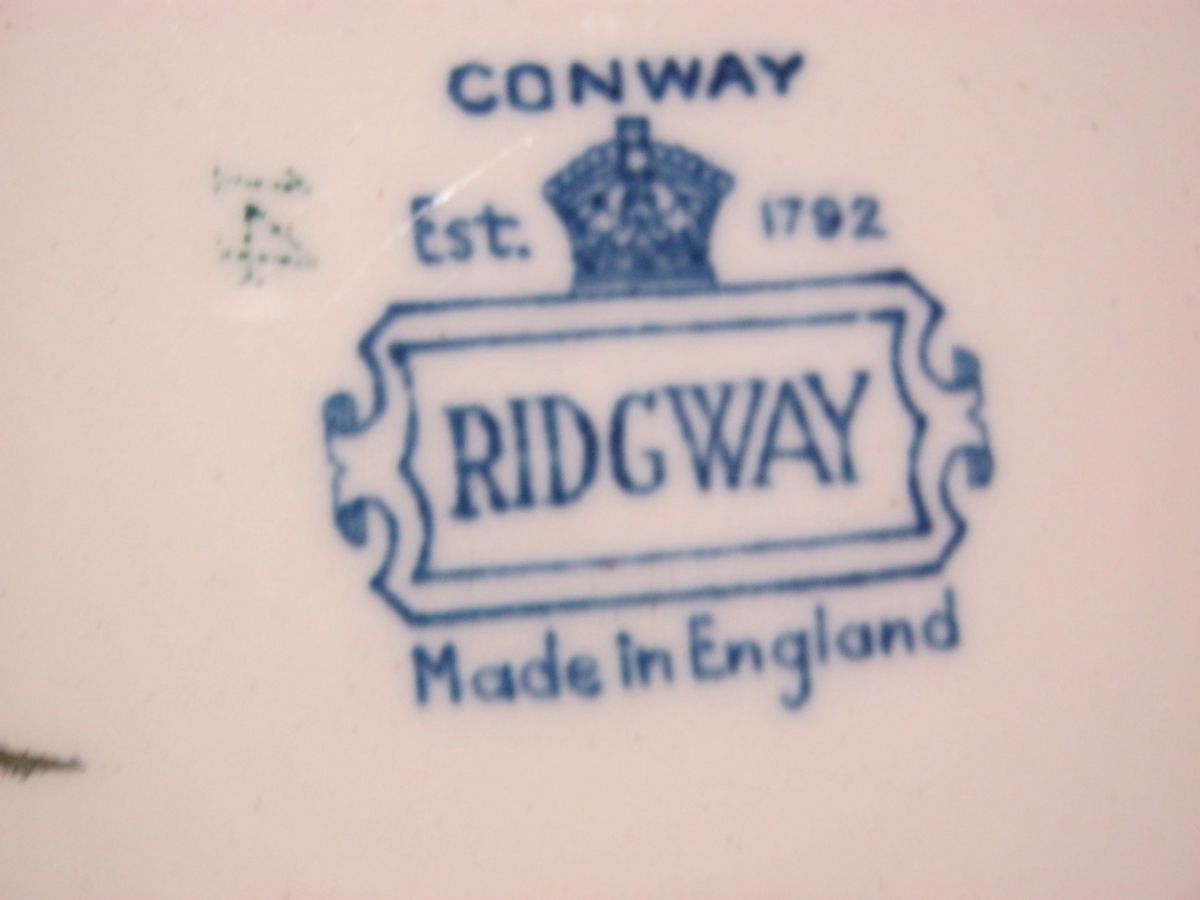 CONWAY
Est. 1792
RIDGWAY
Made in England